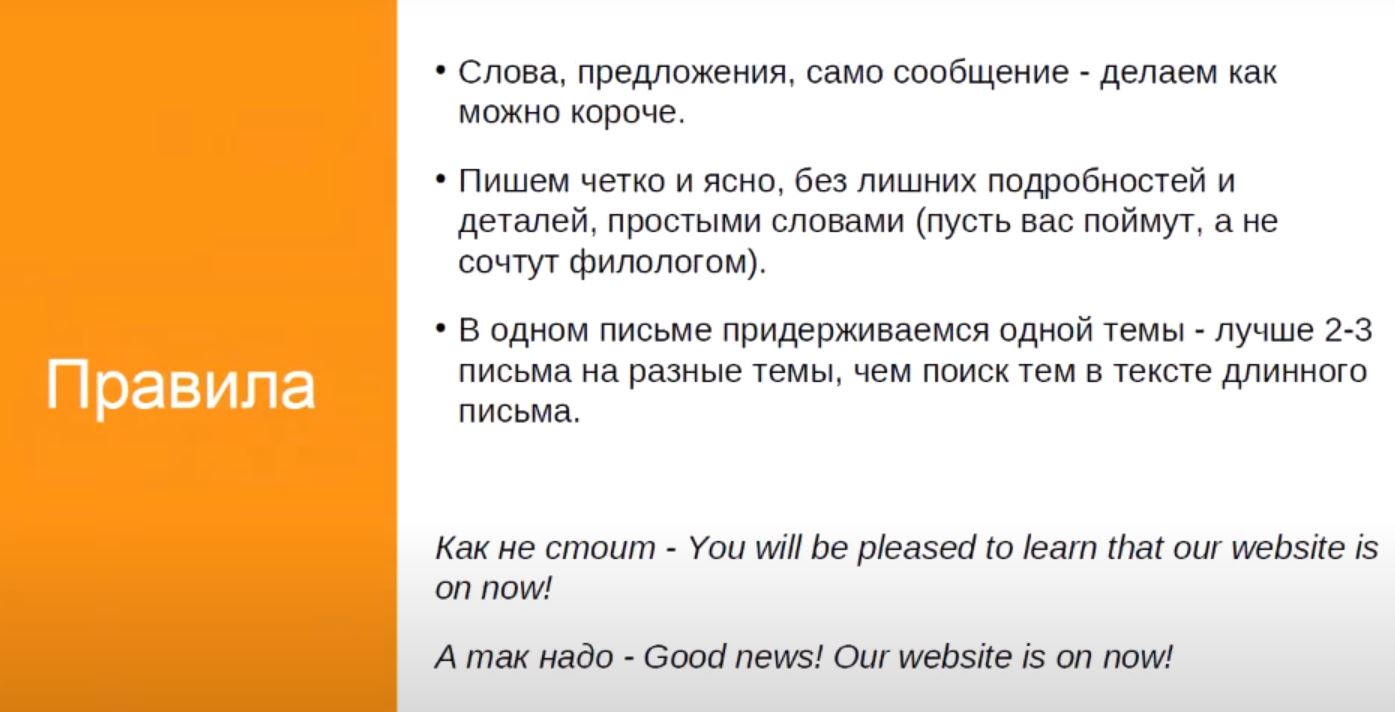 Правила
• Слова, предложения, само сообщение - делаем как
можно короче.
• Пишем четко и ясно, без лишних подробностей и
деталей, простыми словами (пусть вас поймут, а не
сочтут филологом).
• В одном письме придерживаемся одной темы - лучше 2-3
письма на разные темы, чем поиск тем в тексте длинного
письма.
Как не стоит - You will be pleased to learn that our website is
on now!
А так надо - Good news! Our website is on now!